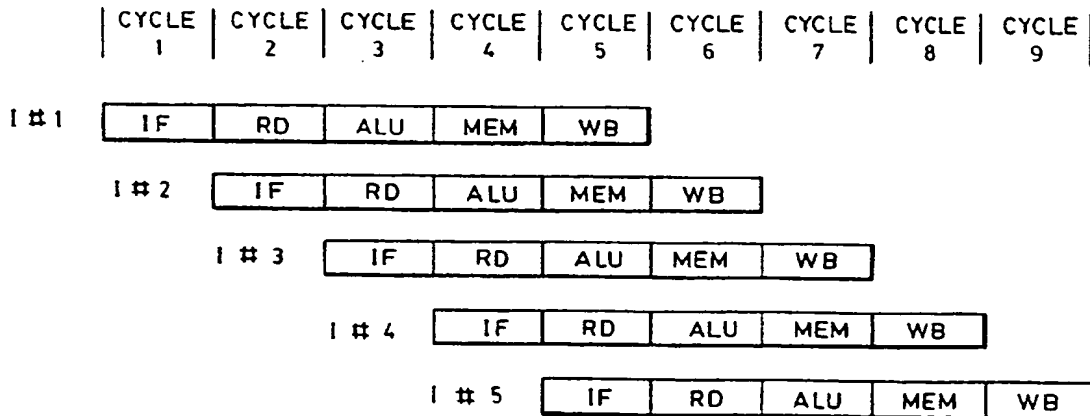 CYCLE CYCLE CYCLE CYCLE CYCLE CYCLE CYCLE CYCLE CYCLE
1 2 3 4 5 6 7 8 9
I # 1 IF RD ALU MEM WB
I # 2 IF RD ALU MEM WB
I # 3 IF RD ALU MEM WB
I # 4 IF RD ALU MEM WB
I # 5 IF RD ALU MEM WB